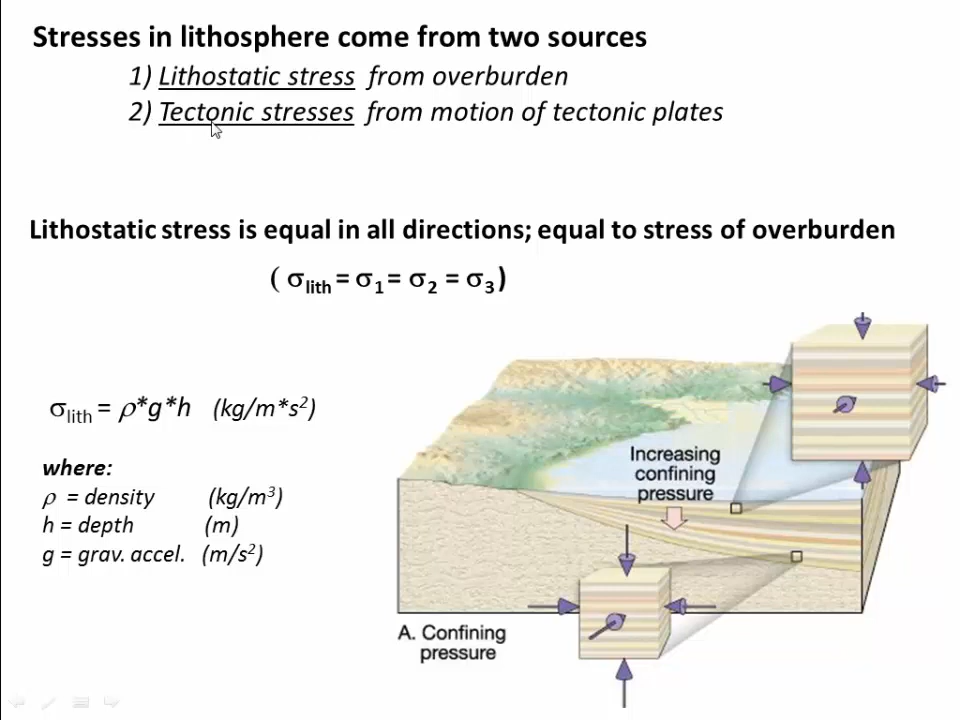 Stresses in lithosphere come from two sources
1) Lithostatic stress from overburden
2) Tectonic stresses from motion of tectonic plates
Lithostatic stress is equal in all directions; equal to stress of overburden
( σlith = σ1 = σ2 = σ3 )
σlith = ρ*g*h (kg/m*s²)
where:
ρ = density (kg/m³)
h = depth (m)
g = grav. accel. (m/s²)
Increasing
confining
pressure
A. Confining
pressure